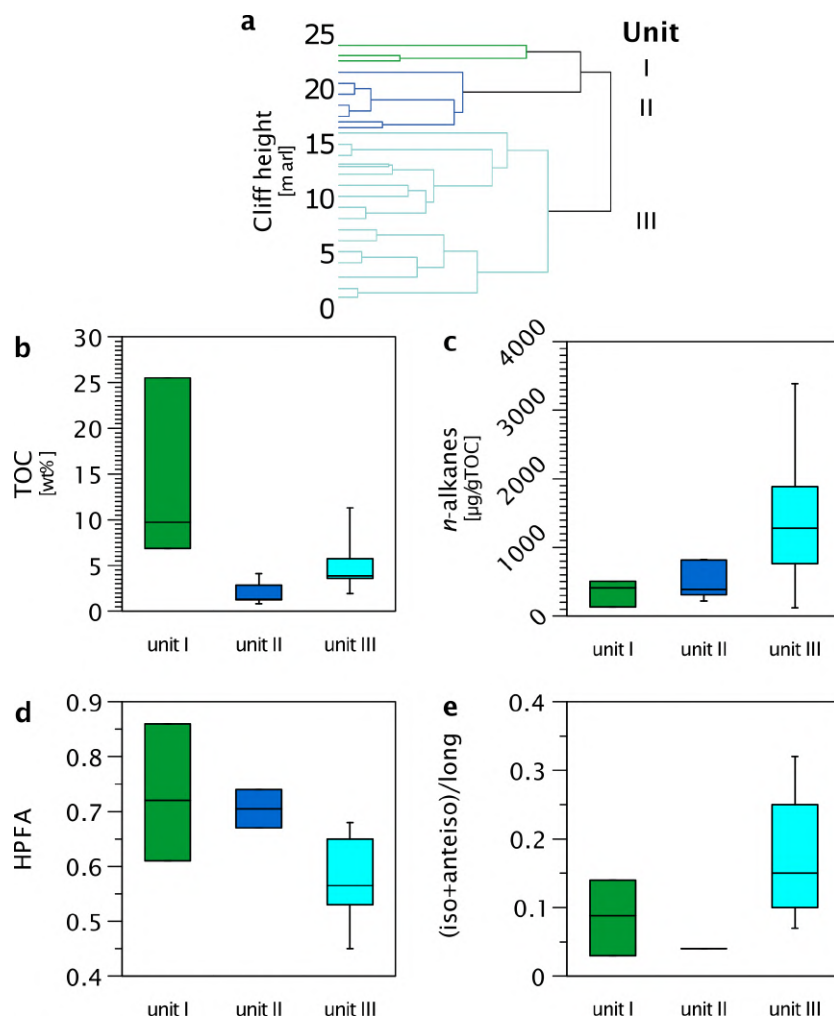 a
25
20
15
10
5
0
Cliff height
[m arl]
Unit
I
II
III
b
30
25
20
15
10
5
0
TOC
[wt%]
unit I
unit II
unit III
c
4000
3000
2000
1000
0
n-alkanes
[µg/gTOC]
unit I
unit II
unit III
d
0.9
0.8
0.7
0.6
0.5
0.4
HPFA
unit I
unit II
unit III
e
0.4
0.3
0.2
0.1
0
(iso+anteiso)/long
unit I
unit II
unit III